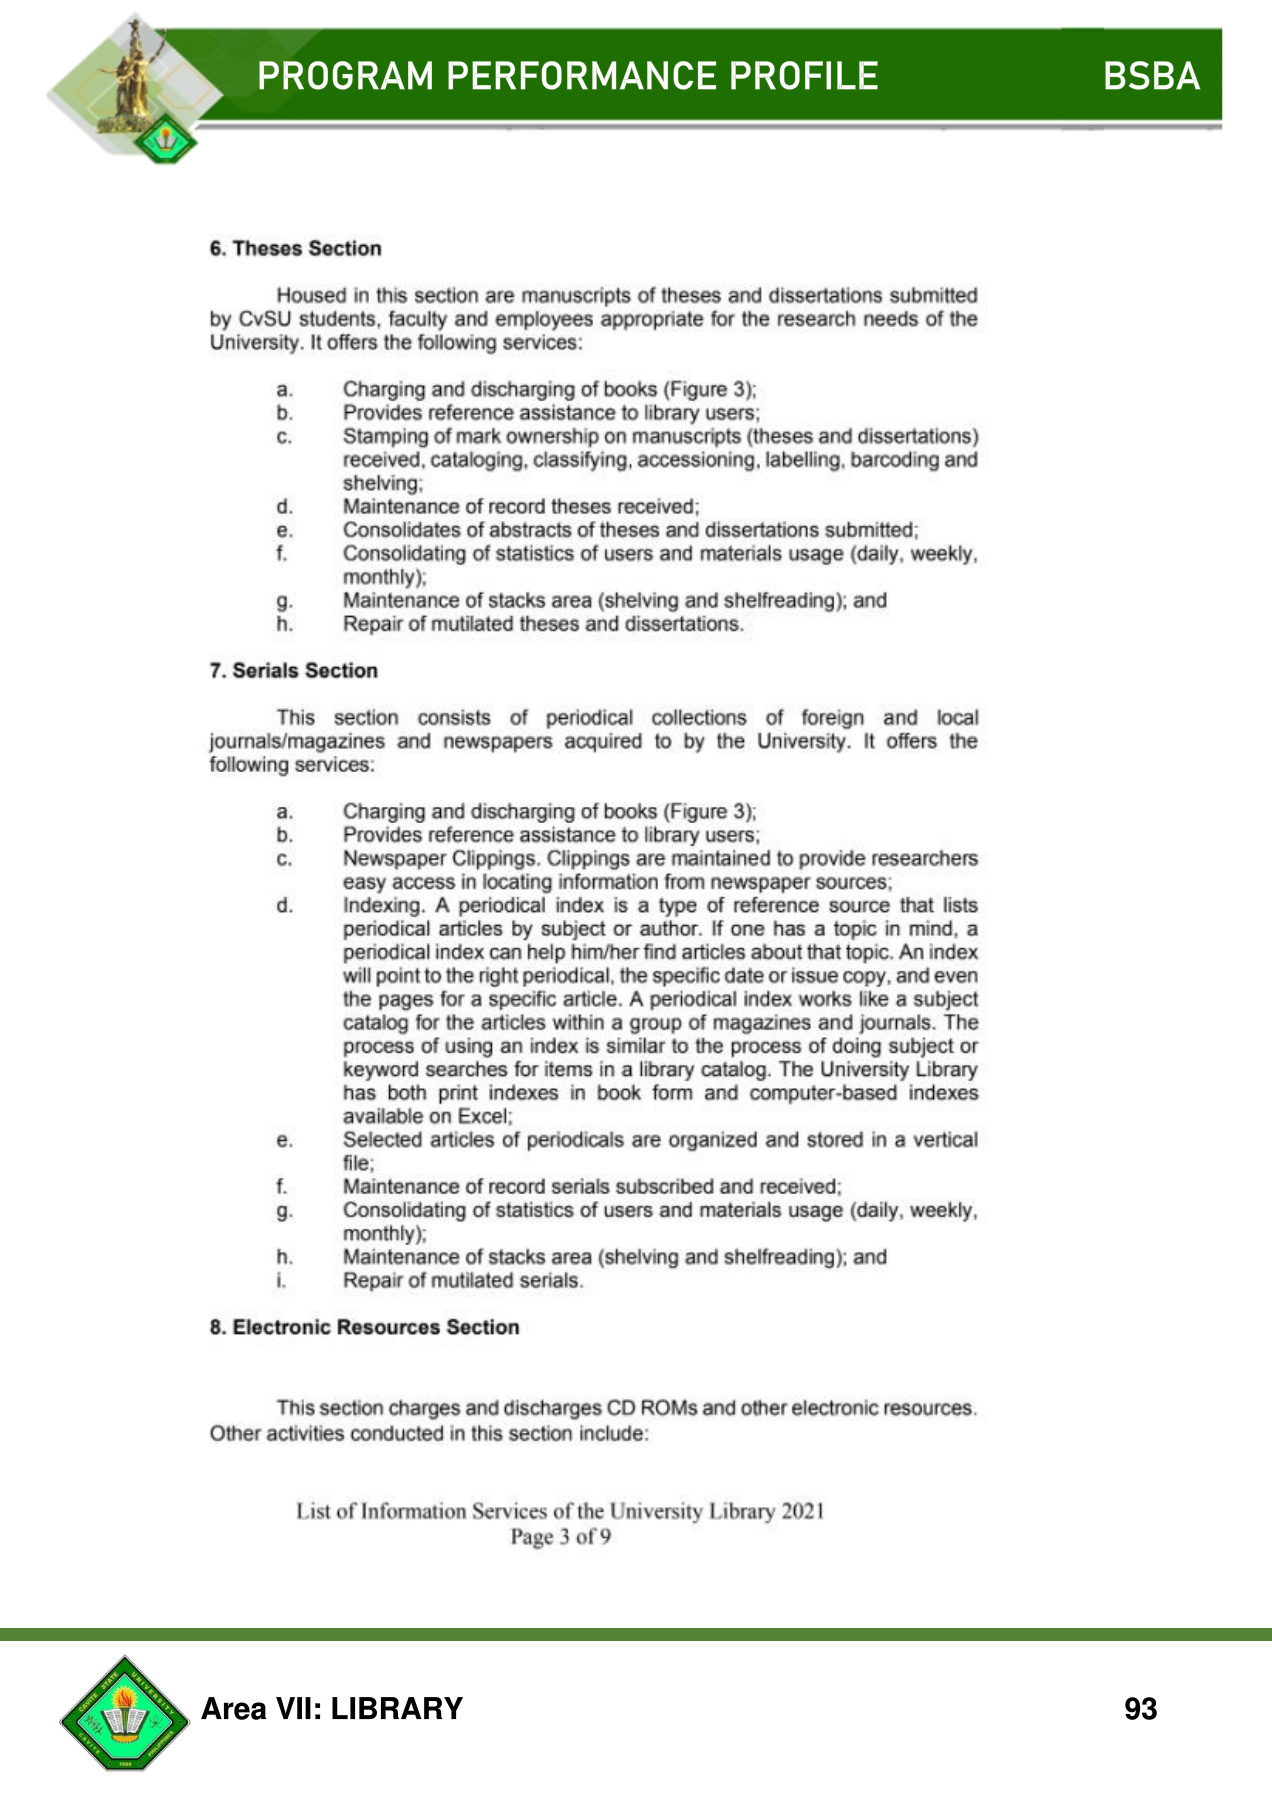 PROGRAM PERFORMANCE PROFILE BSBA
6. Theses Section
Housed in this section are manuscripts of theses and dissertations submitted
by CvSU students, faculty and employees appropriate for the research needs of the
University. It offers the following services:
a. Charging and discharging of books (Figure 3);
b. Provides reference assistance to library users;
c. Stamping of mark ownership on manuscripts (theses and dissertations)
received, cataloging, classifying, accessioning, labelling, barcoding and
shelving;
d. Maintenance of record theses received;
e. Consolidates of abstracts of theses and dissertations submitted;
f. Consolidating of statistics of users and materials usage (daily, weekly,
monthly);
g. Maintenance of stacks area (shelving and shelfreading); and
h. Repair of mutilated theses and dissertations.
7. Serials Section
This section consists of periodical collections of foreign and local
journals/magazines and newspapers acquired to by the University. It offers the
following services:
a. Charging and discharging of books (Figure 3);
b. Provides reference assistance to library users;
c. Newspaper Clippings. Clippings are maintained to provide researchers
easy access in locating information from newspaper sources;
d. Indexing. A periodical index is a type of reference source that lists
periodical articles by subject or author. If one has a topic in mind, a
periodical index can help him/her find articles about that topic. An index
will point to the right periodical, the specific date or issue copy, and even
the pages for a specific article. A periodical index works like a subject
catalog for the articles within a group of magazines and journals. The
process of using an index is similar to the process of doing subject or
keyword searches for items in a library catalog. The University Library
has both print indexes in book form and computer-based indexes
available on Excel;
e. Selected articles of periodicals are organized and stored in a vertical
file;
f. Maintenance of record serials subscribed and received;
g. Consolidating of statistics of users and materials usage (daily, weekly,
monthly);
h. Maintenance of stacks area (shelving and shelfreading); and
i. Repair of mutilated serials.
8. Electronic Resources Section
This section charges and discharges CD ROMs and other electronic resources.
Other activities conducted in this section include:
List of Information Services of the University Library 2021
Page 3 of 9
CAVITE STATE UNIVERSITY
CAVITE 1906 PHILIPPINES
Area VII: LIBRARY 93